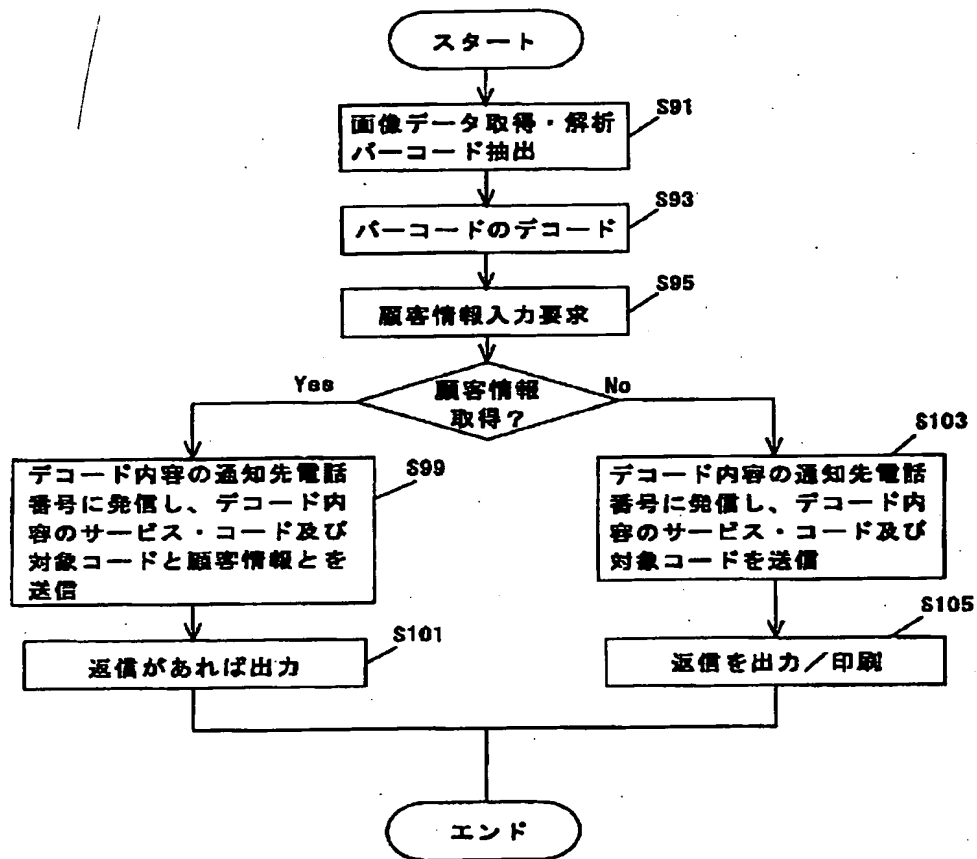 スタート
S91
画像データ取得・解析
バーコード抽出
S93
バーコードのデコード
S95
顧客情報入力要求
Yes
顧客情報
取得？
No
S99
デコード内容の通知先電話
番号に発信し、デコード内
容のサービス・コード及び
対象コードと顧客情報とを
送信
S103
デコード内容の通知先電話
番号に発信し、デコード内
容のサービス・コード及び
対象コードを送信
S101
返信があれば出力
S105
返信を出力／印刷
エンド